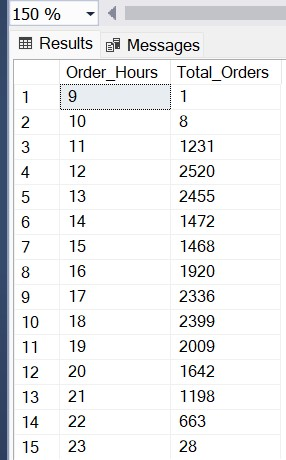 150 %
Results Messages
Order_Hours Total_Orders
1 9 1
2 10 8
3 11 1231
4 12 2520
5 13 2455
6 14 1472
7 15 1468
8 16 1920
9 17 2336
10 18 2399
11 19 2009
12 20 1642
13 21 1198
14 22 663
15 23 28